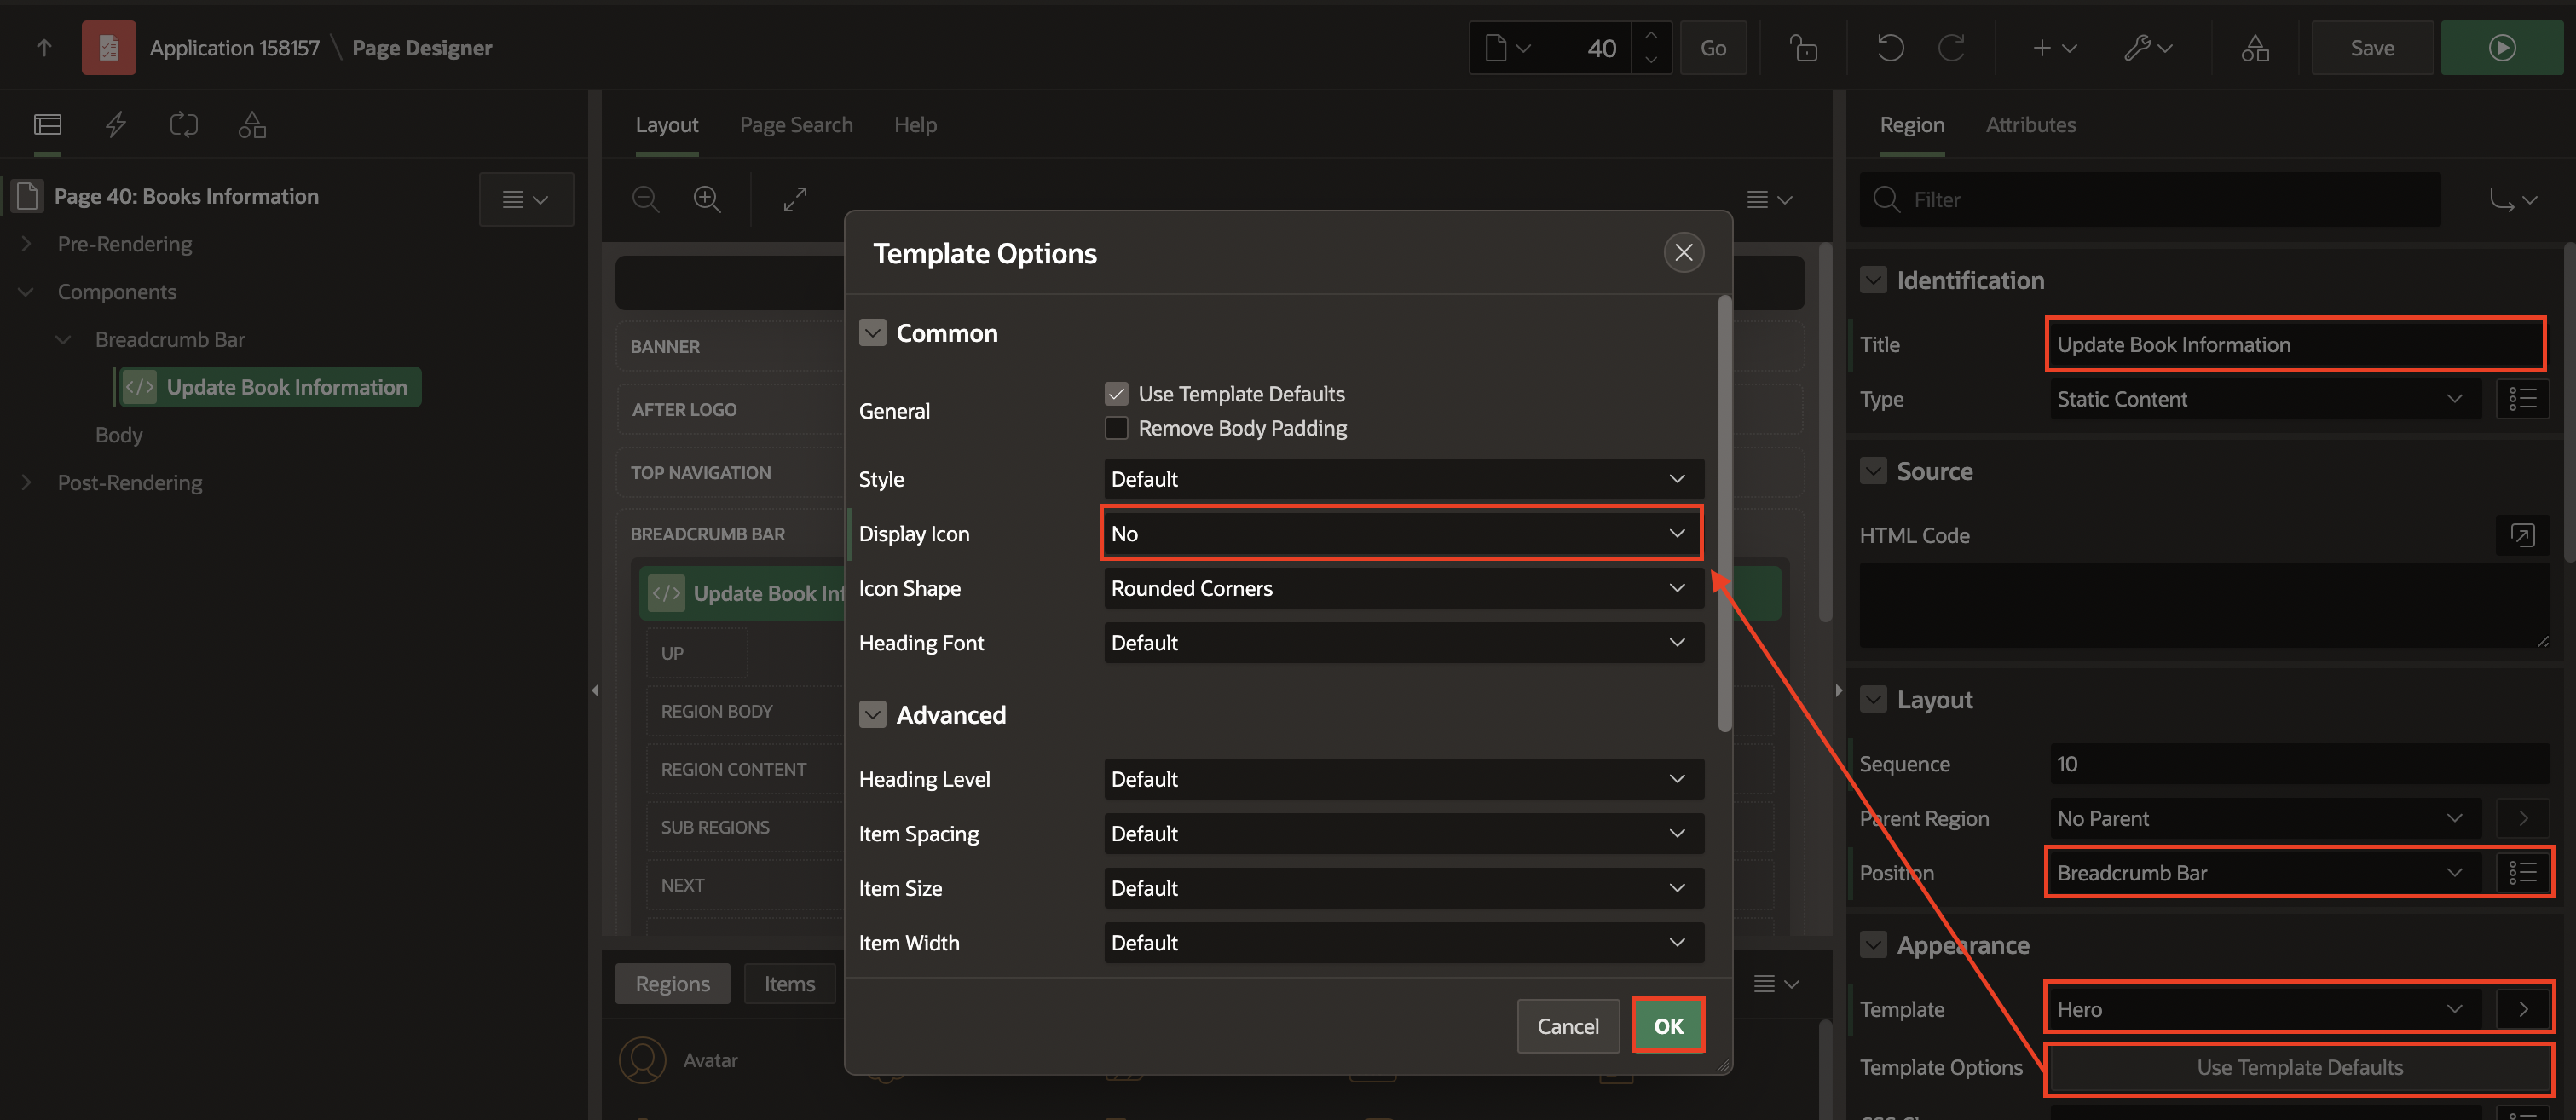 Application 158157 \ Page Designer
40
Go
Save
Layout Page Search Help
Region Attributes
Page 40: Books Information
Pre-Rendering
Components
Breadcrumb Bar
</> Update Book Information
Body
Post-Rendering
BANNER
AFTER LOGO
TOP NAVIGATION
BREADCRUMB BAR
</> Update Book Inf
UP
REGION BODY
REGION CONTENT
SUB REGIONS
NEXT
Regions Items
Avatar
Template Options
Common
General
Use Template Defaults
Remove Body Padding
Style Default
Display Icon No
Icon Shape Rounded Corners
Heading Font Default
Advanced
Heading Level Default
Item Spacing Default
Item Size Default
Item Width Default
Cancel OK
Filter
Identification
Title Update Book Information
Type Static Content
Source
HTML Code
Layout
Sequence 10
Parent Region No Parent
Position Breadcrumb Bar
Appearance
Template Hero
Template Options Use Template Defaults